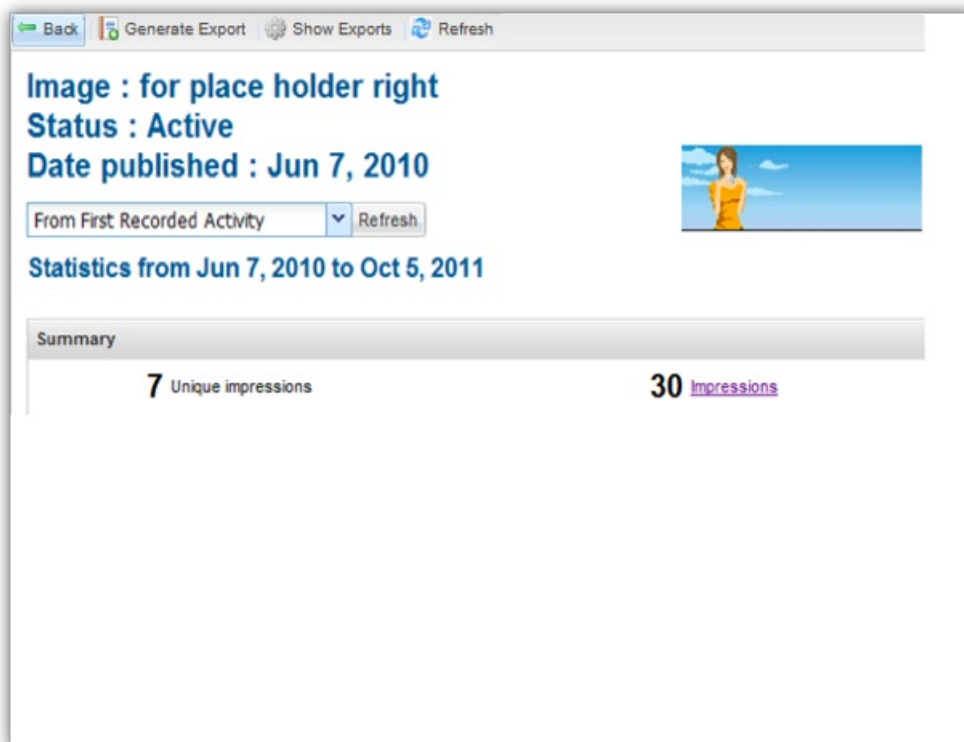 Back Generate Export Show Exports Refresh
Image : for place holder right
Status : Active
Date published : Jun 7, 2010
From First Recorded Activity Refresh
Statistics from Jun 7, 2010 to Oct 5, 2011
Summary
7 Unique impressions 30 Impressions